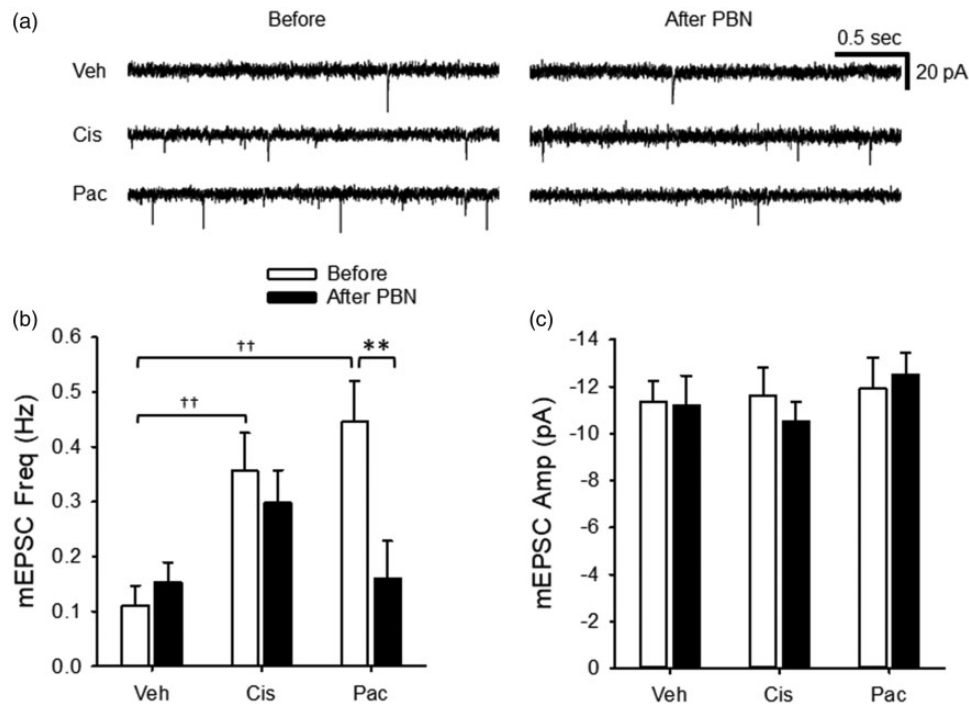 (a)
Before
After PBN
0.5 sec
20 pA
Veh
Cis
Pac
Before
After PBN
(b)
0.6
0.5
0.4
0.3
0.2
0.1
0.0
mEPSC Freq (Hz)
††
††
**
Veh Cis Pac
(c)
-14
-12
-10
-8
-6
-4
-2
0
mEPSC Amp (pA)
Veh Cis Pac